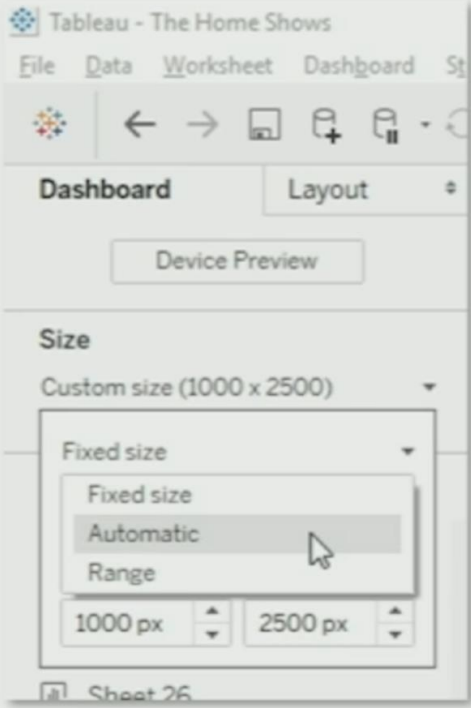 Tableau - The Home Shows
File Data Worksheet Dashboard St
Dashboard Layout
Device Preview
Size
Custom size (1000 x 2500)
Fixed size
Fixed size
Automatic
Range
1000 px 2500 px
Sheet 26